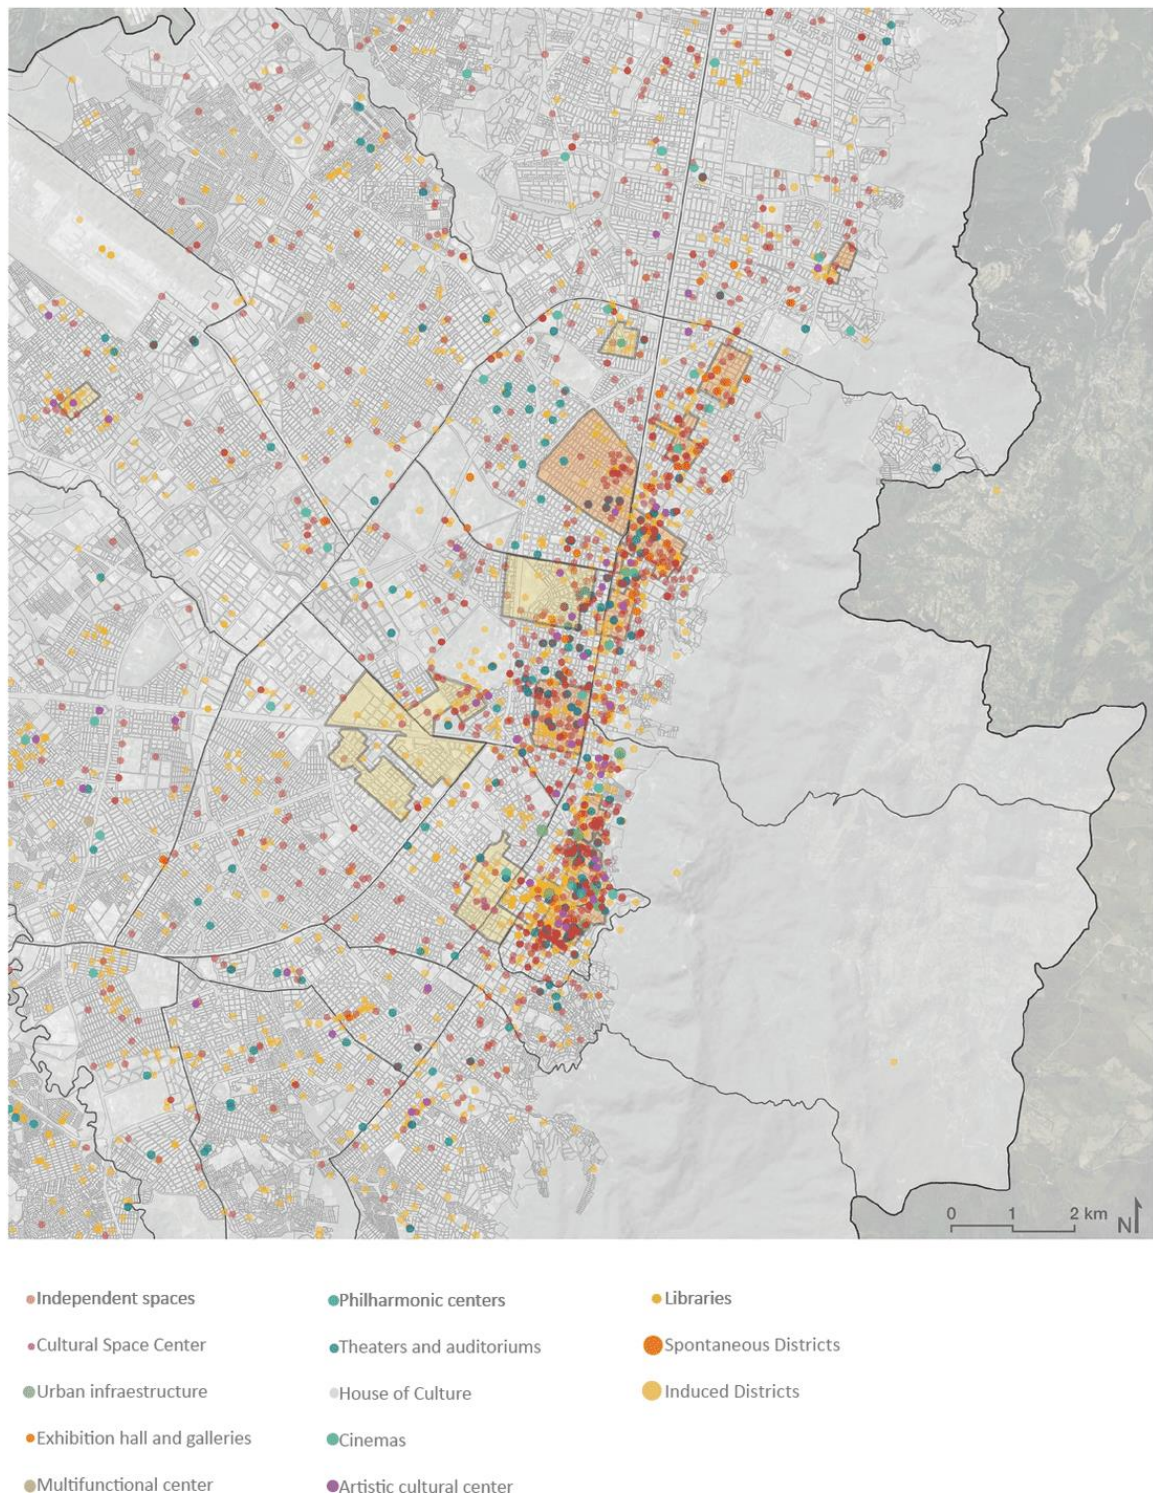 0 1 2 km N
Independent spaces
Cultural Space Center
Urban infraestructure
Exhibition hall and galleries
Multifunctional center
Philharmonic centers
Theaters and auditoriums
House of Culture
Cinemas
Artistic cultural center
Libraries
Spontaneous Districts
Induced Districts